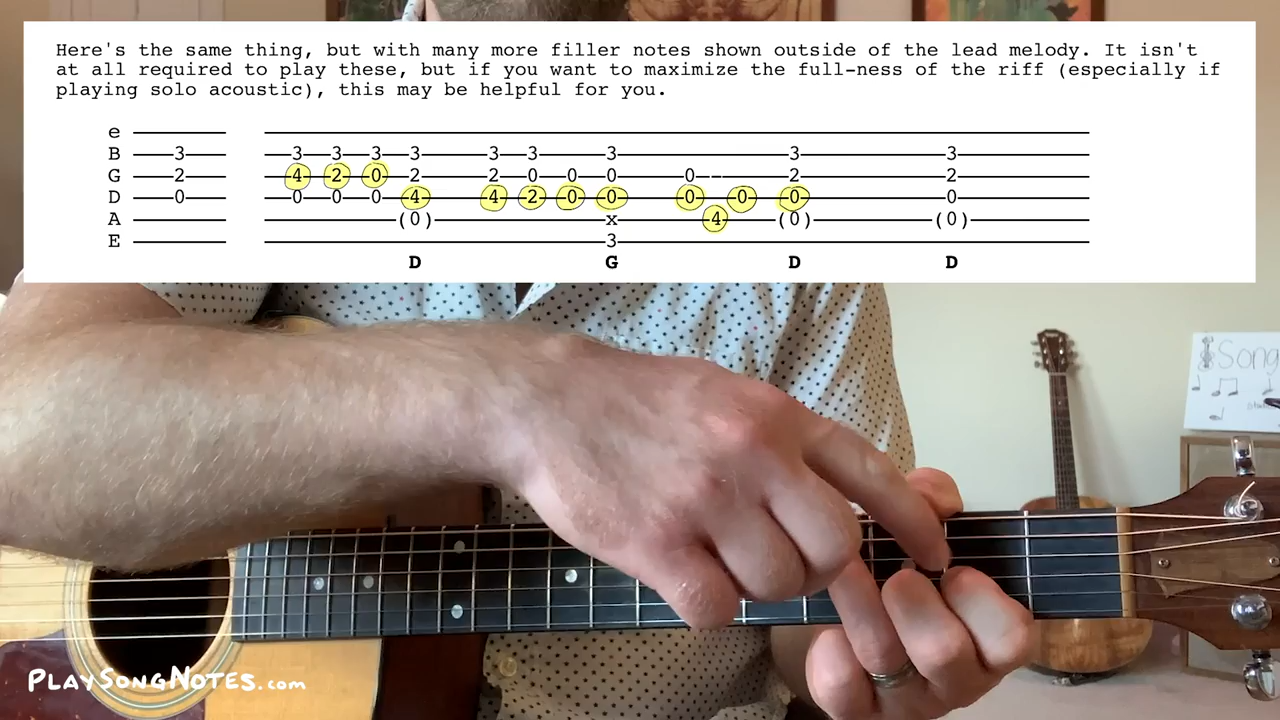 Here's the same thing, but with many more filler notes shown outside of the lead melody. It isn't
at all required to play these, but if you want to maximize the full-ness of the riff (especially if
playing solo acoustic), this may be helpful for you.
e
B 3 3 3 3 3 3 3 3 3 3
G 2 4 2 0 2 2 0 0 0 0 2 2
D 0 0 0 0 4 4 2 0 0 0 0 0 0
A (0) x 4 (0) (0)
E 3
D G D D
Song
PLAYSONGNOTES.com